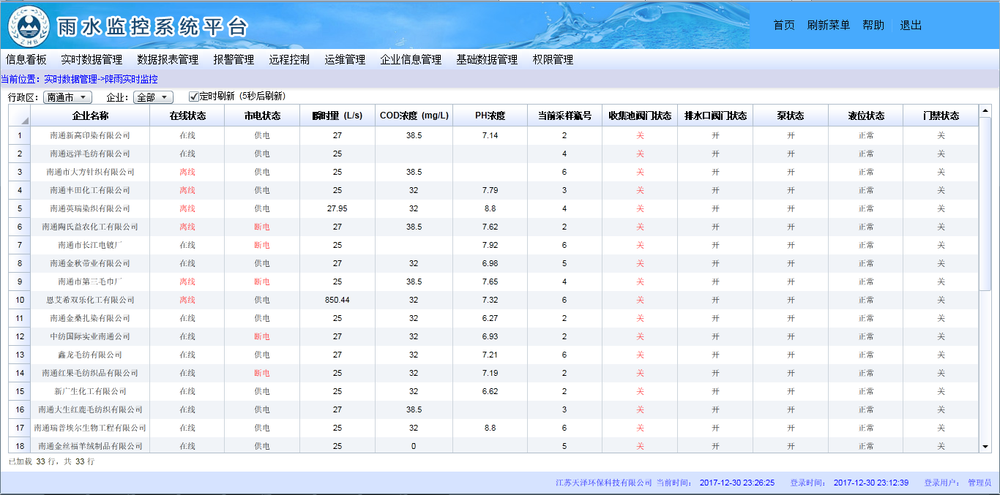 ZHB
雨水监控系统平台
首页 刷新菜单 帮助 退出
信息看板 实时数据管理 数据报表管理 报警管理 远程控制 运维管理 企业信息管理 基础数据管理 权限管理
当前位置：实时数据管理->降雨实时监控
行政区： 南通市 企业： 全部 定时刷新（5秒后刷新）
企业名称 在线状态 市电状态 瞬时量（L/s） COD浓度（mg/L） PH浓度 当前采样瓶号 收集池阀门状态 排水口阀门状态 泵状态 液位状态 门禁状态
1 南通新高印染有限公司 在线 供电 27 38.5 7.14 2 关 开 开 正常 关
2 南通远洋毛纺有限公司 在线 供电 25 4 关 开 开 正常 关
3 南通市大方针织有限公司 离线 供电 25 38.5 6 关 开 开 正常 关
4 南通丰田化工有限公司 离线 供电 25 32 7.79 3 关 开 开 正常 关
5 南通英瑞染织有限公司 离线 供电 27.95 32 8.8 4 关 开 开 正常 关
6 南通陶氏益农化工有限公司 离线 断电 27 38.5 7.62 2 关 开 开 正常 关
7 南通市长江电镀厂 在线 断电 25 7.92 6 关 开 开 正常 关
8 南通金秋带业有限公司 在线 供电 27 32 6.98 5 关 开 开 正常 关
9 南通市第三毛巾厂 离线 断电 25 38.5 7.65 4 关 开 开 正常 关
10 恩艾希双乐化工有限公司 离线 供电 850.44 32 7.32 6 关 开 开 正常 关
11 南通金桑扎染有限公司 在线 供电 25 32 6.27 2 关 开 开 正常 关
12 中纺国际实业南通公司 在线 断电 27 32 6.93 2 关 开 开 正常 关
13 鑫龙毛纺有限公司 在线 供电 27 32 7.21 6 关 开 开 正常 关
14 南通红果毛纺织品有限公司 在线 断电 25 32 7.19 2 关 开 开 正常 关
15 新广生化工有限公司 在线 供电 25 32 6.62 2 关 开 开 正常 关
16 南通大生红鹿毛纺织有限公司 在线 供电 27 38.5 3 关 开 开 正常 关
17 南通瑞普埃尔生物工程有限公司 在线 供电 25 32 8.8 6 关 开 开 正常 关
18 南通金丝福羊绒制品有限公司 在线 供电 25 0 5 关 开 开 正常 关
已加载 33 行，共 33 行
江苏天泽环保科技有限公司 当前时间： 2017-12-30 23:26:25 登录时间： 2017-12-30 23:12:39 登录用户： 管理员